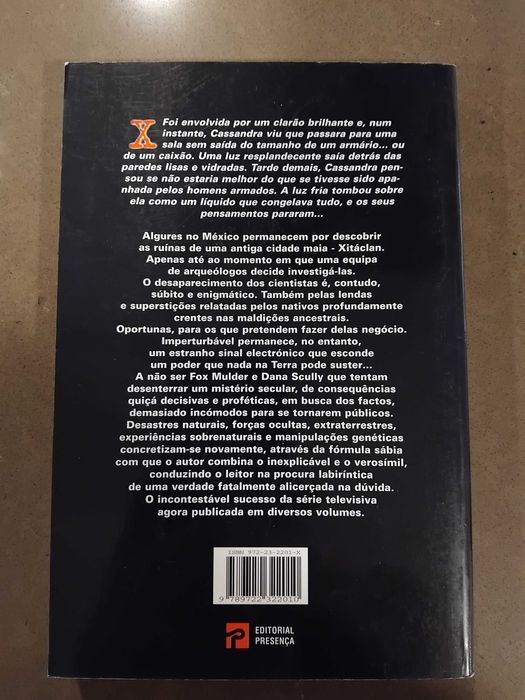 X
Foi envolvida por um clarão brilhante e, num
instante, Cassandra viu que passara para uma
sala sem saída do tamanho de um armário... ou
de um caixão. Uma luz resplandecente saía detrás das
paredes lisas e vidradas. Tarde demais, Cassandra pen-
sou se não estaria melhor do que se tivesse sido apa-
nhada pelos homens armados. A luz fria tombou sobre
ela como um líquido que congelava tudo, e os seus
pensamentos pararam...
Algures no México permanecem por descobrir
as ruínas de uma antiga cidade maia - Xitáclan.
Apenas até ao momento em que uma equipa
de arqueólogos decide investigá-las.
O desaparecimento dos cientistas é, contudo,
súbito e enigmático. Também pelas lendas
e superstições relatadas pelos nativos profundamente
crentes nas maldições ancestrais.
Oportunas, para os que pretendem fazer delas negócio.
Imperturbável permanece, no entanto,
um estranho sinal electrónico que esconde
um poder que nada na Terra pode suster...
A não ser Fox Mulder e Dana Scully que tentam
desenterrar um mistério secular, de consequências
quiçá decisivas e proféticas, em busca dos factos,
demasiado incómodos para se tornarem públicos.
Desastres naturais, forças ocultas, extraterrestres,
experiências sobrenaturais e manipulações genéticas
concretizam-se novamente, através da fórmula sábia
com que o autor combina o inexplicável e o verosímil,
conduzindo o leitor na procura labiríntica
de uma verdade fatalmente alicerçada na dúvida.
O incontestável sucesso da série televisiva
agora publicada em diversos volumes.
ISBN 972-23-2201-X
9 789722 322010
EDITORIAL
PRESENÇA